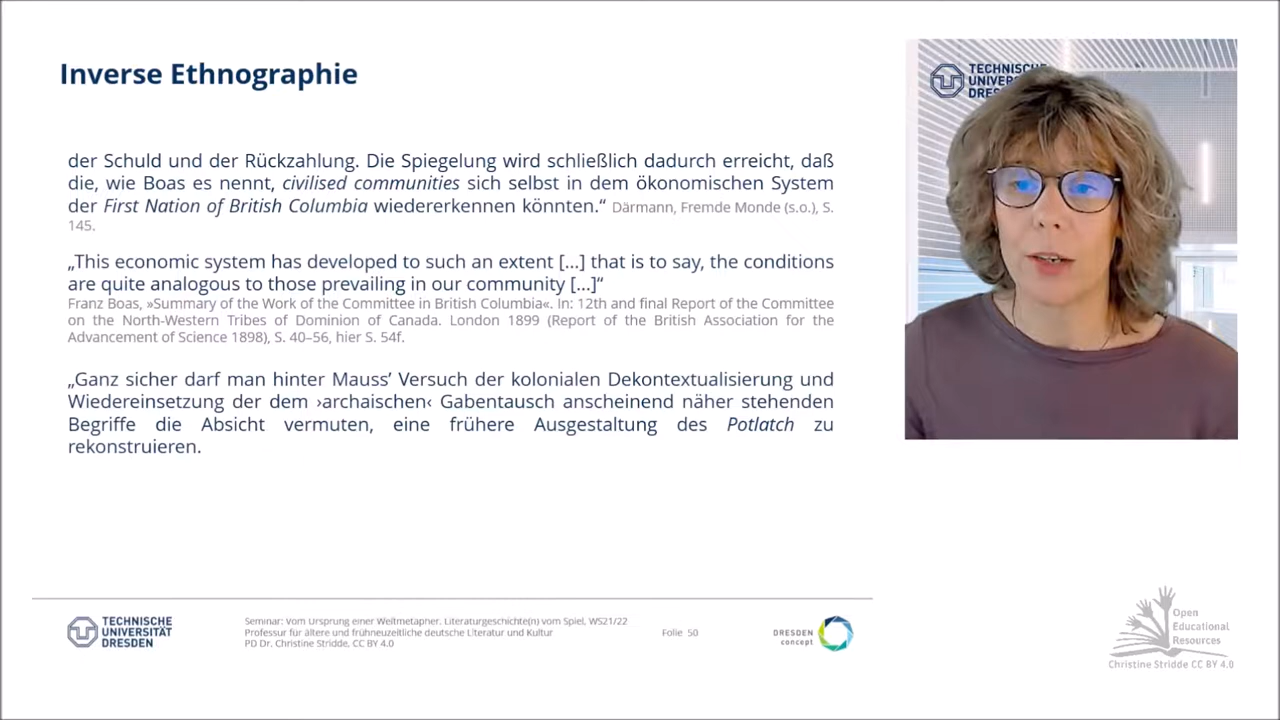 Inverse Ethnographie
TECHNISCHE
UNIVER
DRES
der Schuld und der Rückzahlung. Die Spiegelung wird schließlich dadurch erreicht, daß
die, wie Boas es nennt, civilised communities sich selbst in dem ökonomischen System
der First Nation of British Columbia wiedererkennen könnten.“ Därmann, Fremde Monde (s.o.), S.
145.
„This economic system has developed to such an extent [...] that is to say, the conditions
are quite analogous to those prevailing in our community [...]“
Franz Boas, »Summary of the Work of the Committee in British Columbia«. In: 12th and final Report of the Committee
on the North-Western Tribes of Dominion of Canada. London 1899 (Report of the British Association for the
Advancement of Science 1898), S. 40–56, hier S. 54f.
„Ganz sicher darf man hinter Mauss’ Versuch der kolonialen Dekontextualisierung und
Wiedereinsetzung der dem ›archaischen‹ Gabentausch anscheinend näher stehenden
Begriffe die Absicht vermuten, eine frühere Ausgestaltung des Potlatch zu
rekonstruieren.
TECHNISCHE
UNIVERSITÄT
DRESDEN
Seminar: Vom Ursprung einer Weltmetapher. Literaturgeschichte(n) vom Spiel, WS21/22
Professur für ältere und frühneuzeitliche deutsche Literatur und Kultur
PD Dr. Christine Stridde, CC BY 4.0
Folie 50
DRESDEN
concept
Open
Educational
Resources
Christine Stridde CC BY 4.0